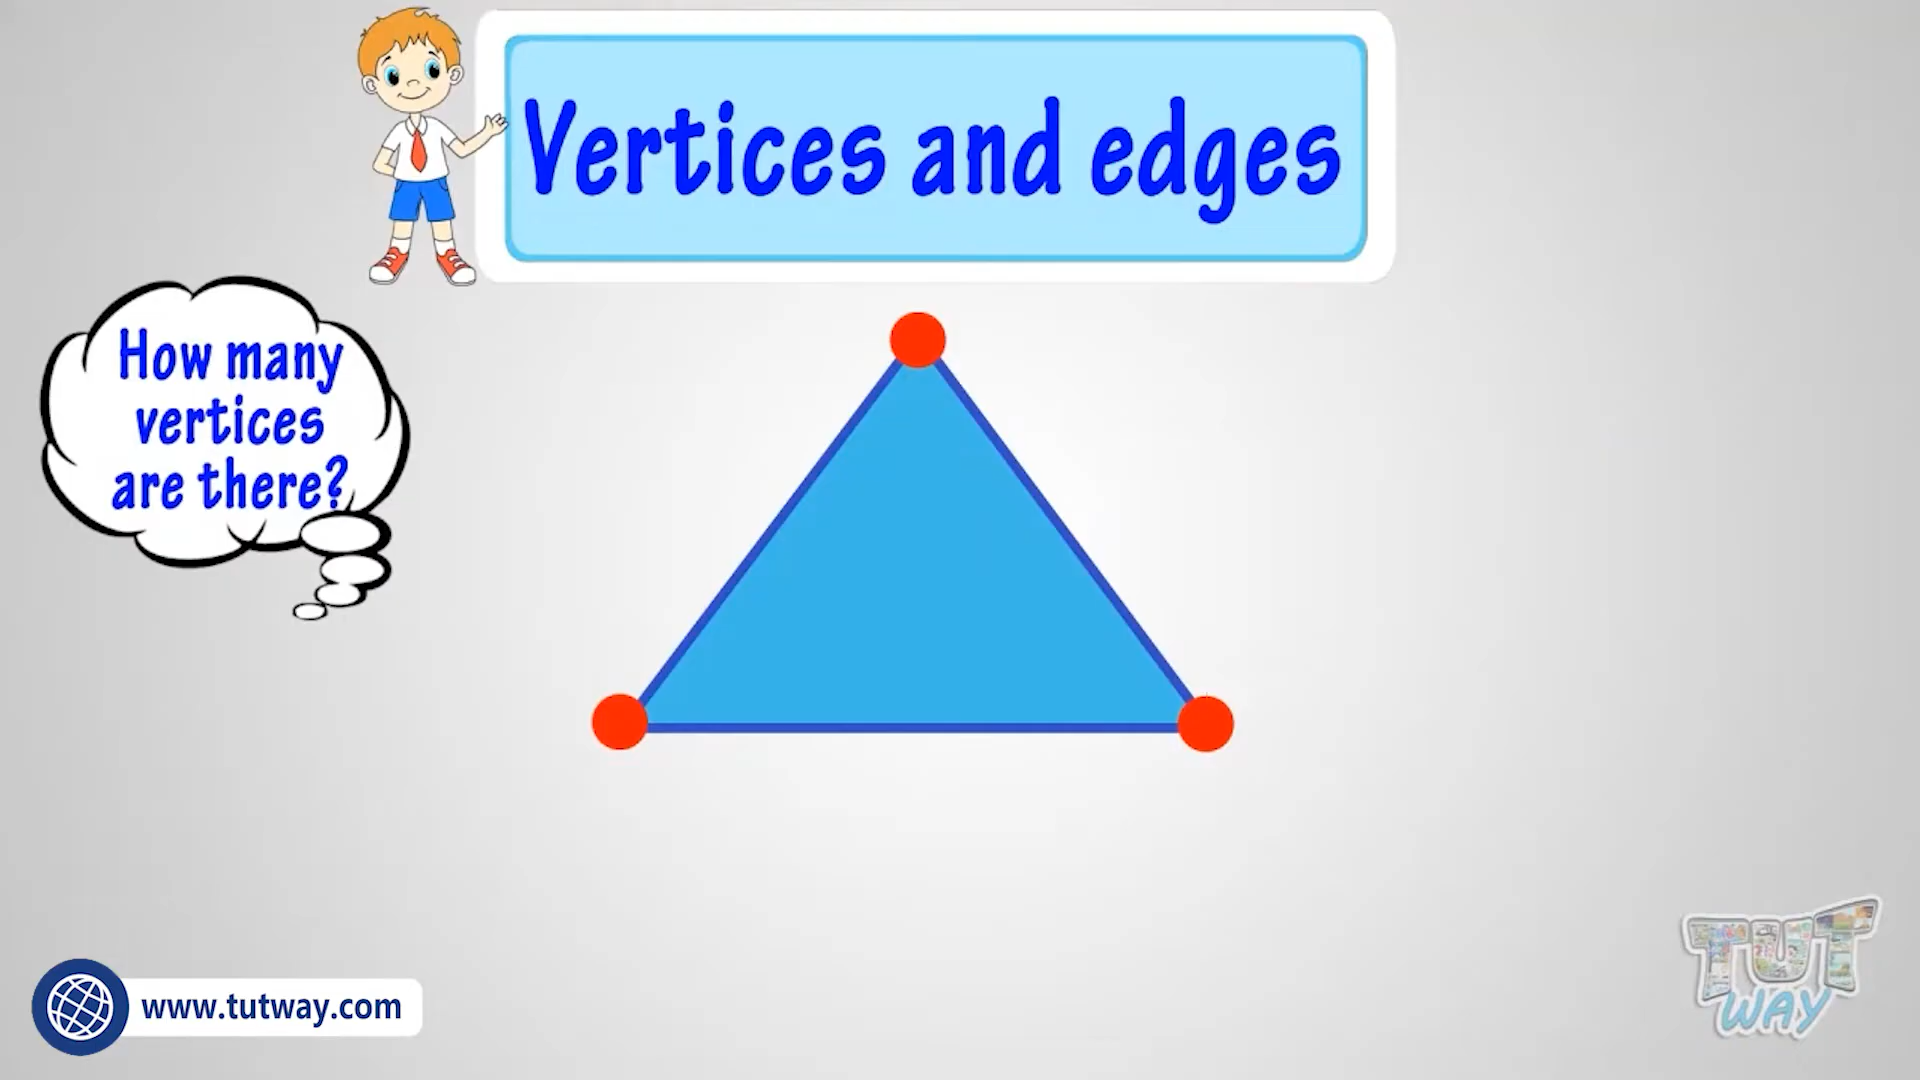 Vertices and edges
How many
vertices
are there?
www.tutway.com
TUT
WAY